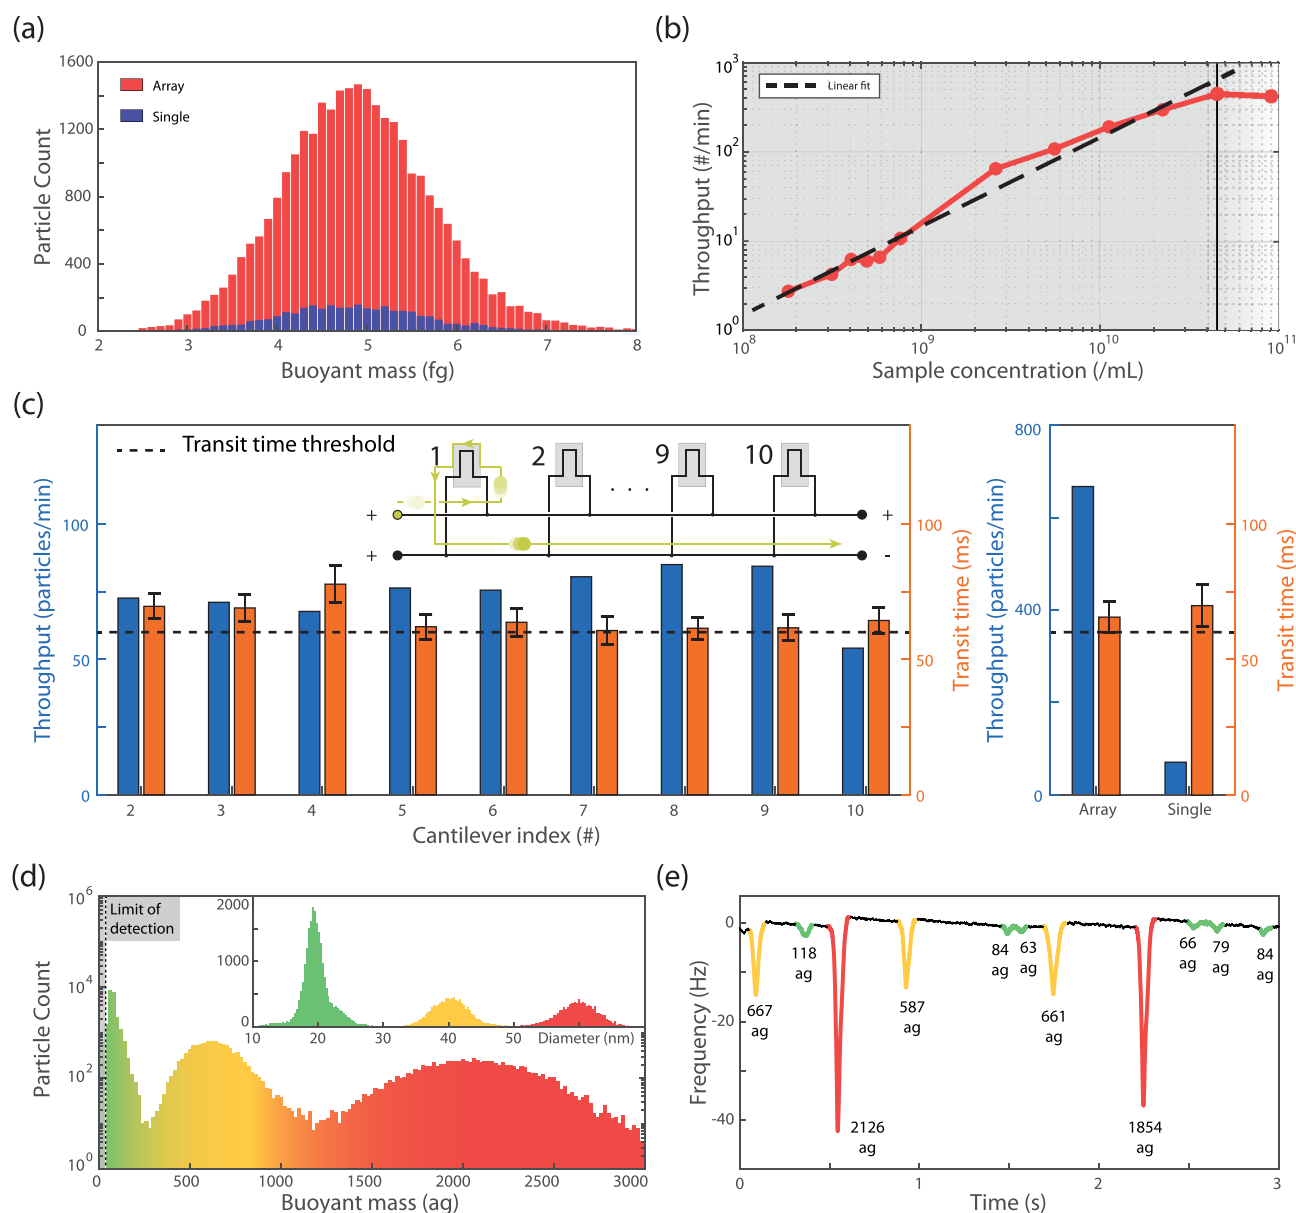 (a)
1600
1200
800
400
0
Particle Count
Array
Single
2 3 4 5 6 7 8
Buoyant mass (fg)
(b)
10³
10²
10¹
10⁰
Throughput (#/min)
Linear fit
10⁸ 10⁹ 10¹⁰ 10¹¹
Sample concentration (/mL)
(c)
Transit time threshold
1 2 9 10
. . .
+ +
+ -
100
50
0
Throughput (particles/min)
100
50
0
Transit time (ms)
2 3 4 5 6 7 8 9 10
Cantilever index (#)
800
400
0
Throughput (particles/min)
100
50
0
Transit time (ms)
Array Single
(d)
10⁶
10⁵
10⁴
10³
10²
10¹
10⁰
Particle Count
Limit of
detection
2000
1000
0
10 20 30 40 50 Diameter (nm)
0 500 1000 1500 2000 2500 3000
Buoyant mass (ag)
(e)
0
-20
-40
Frequency (Hz)
667
ag
118
ag
2126
ag
587
ag
84
ag
63
ag
661
ag
1854
ag
66
ag
79
ag
84
ag
0 1 2 3
Time (s)